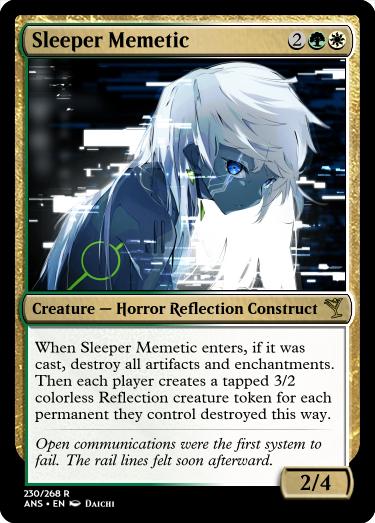 Sleeper Memetic 2
Creature — Horror Reflection Construct
When Sleeper Memetic enters, if it was
cast, destroy all artifacts and enchantments.
Then each player creates a tapped 3/2
colorless Reflection creature token for each
permanent they control destroyed this way.
Open communications were the first system to
fail. The rail lines felt soon afterward.
2/4
230/268 R
ANS • EN Daichi